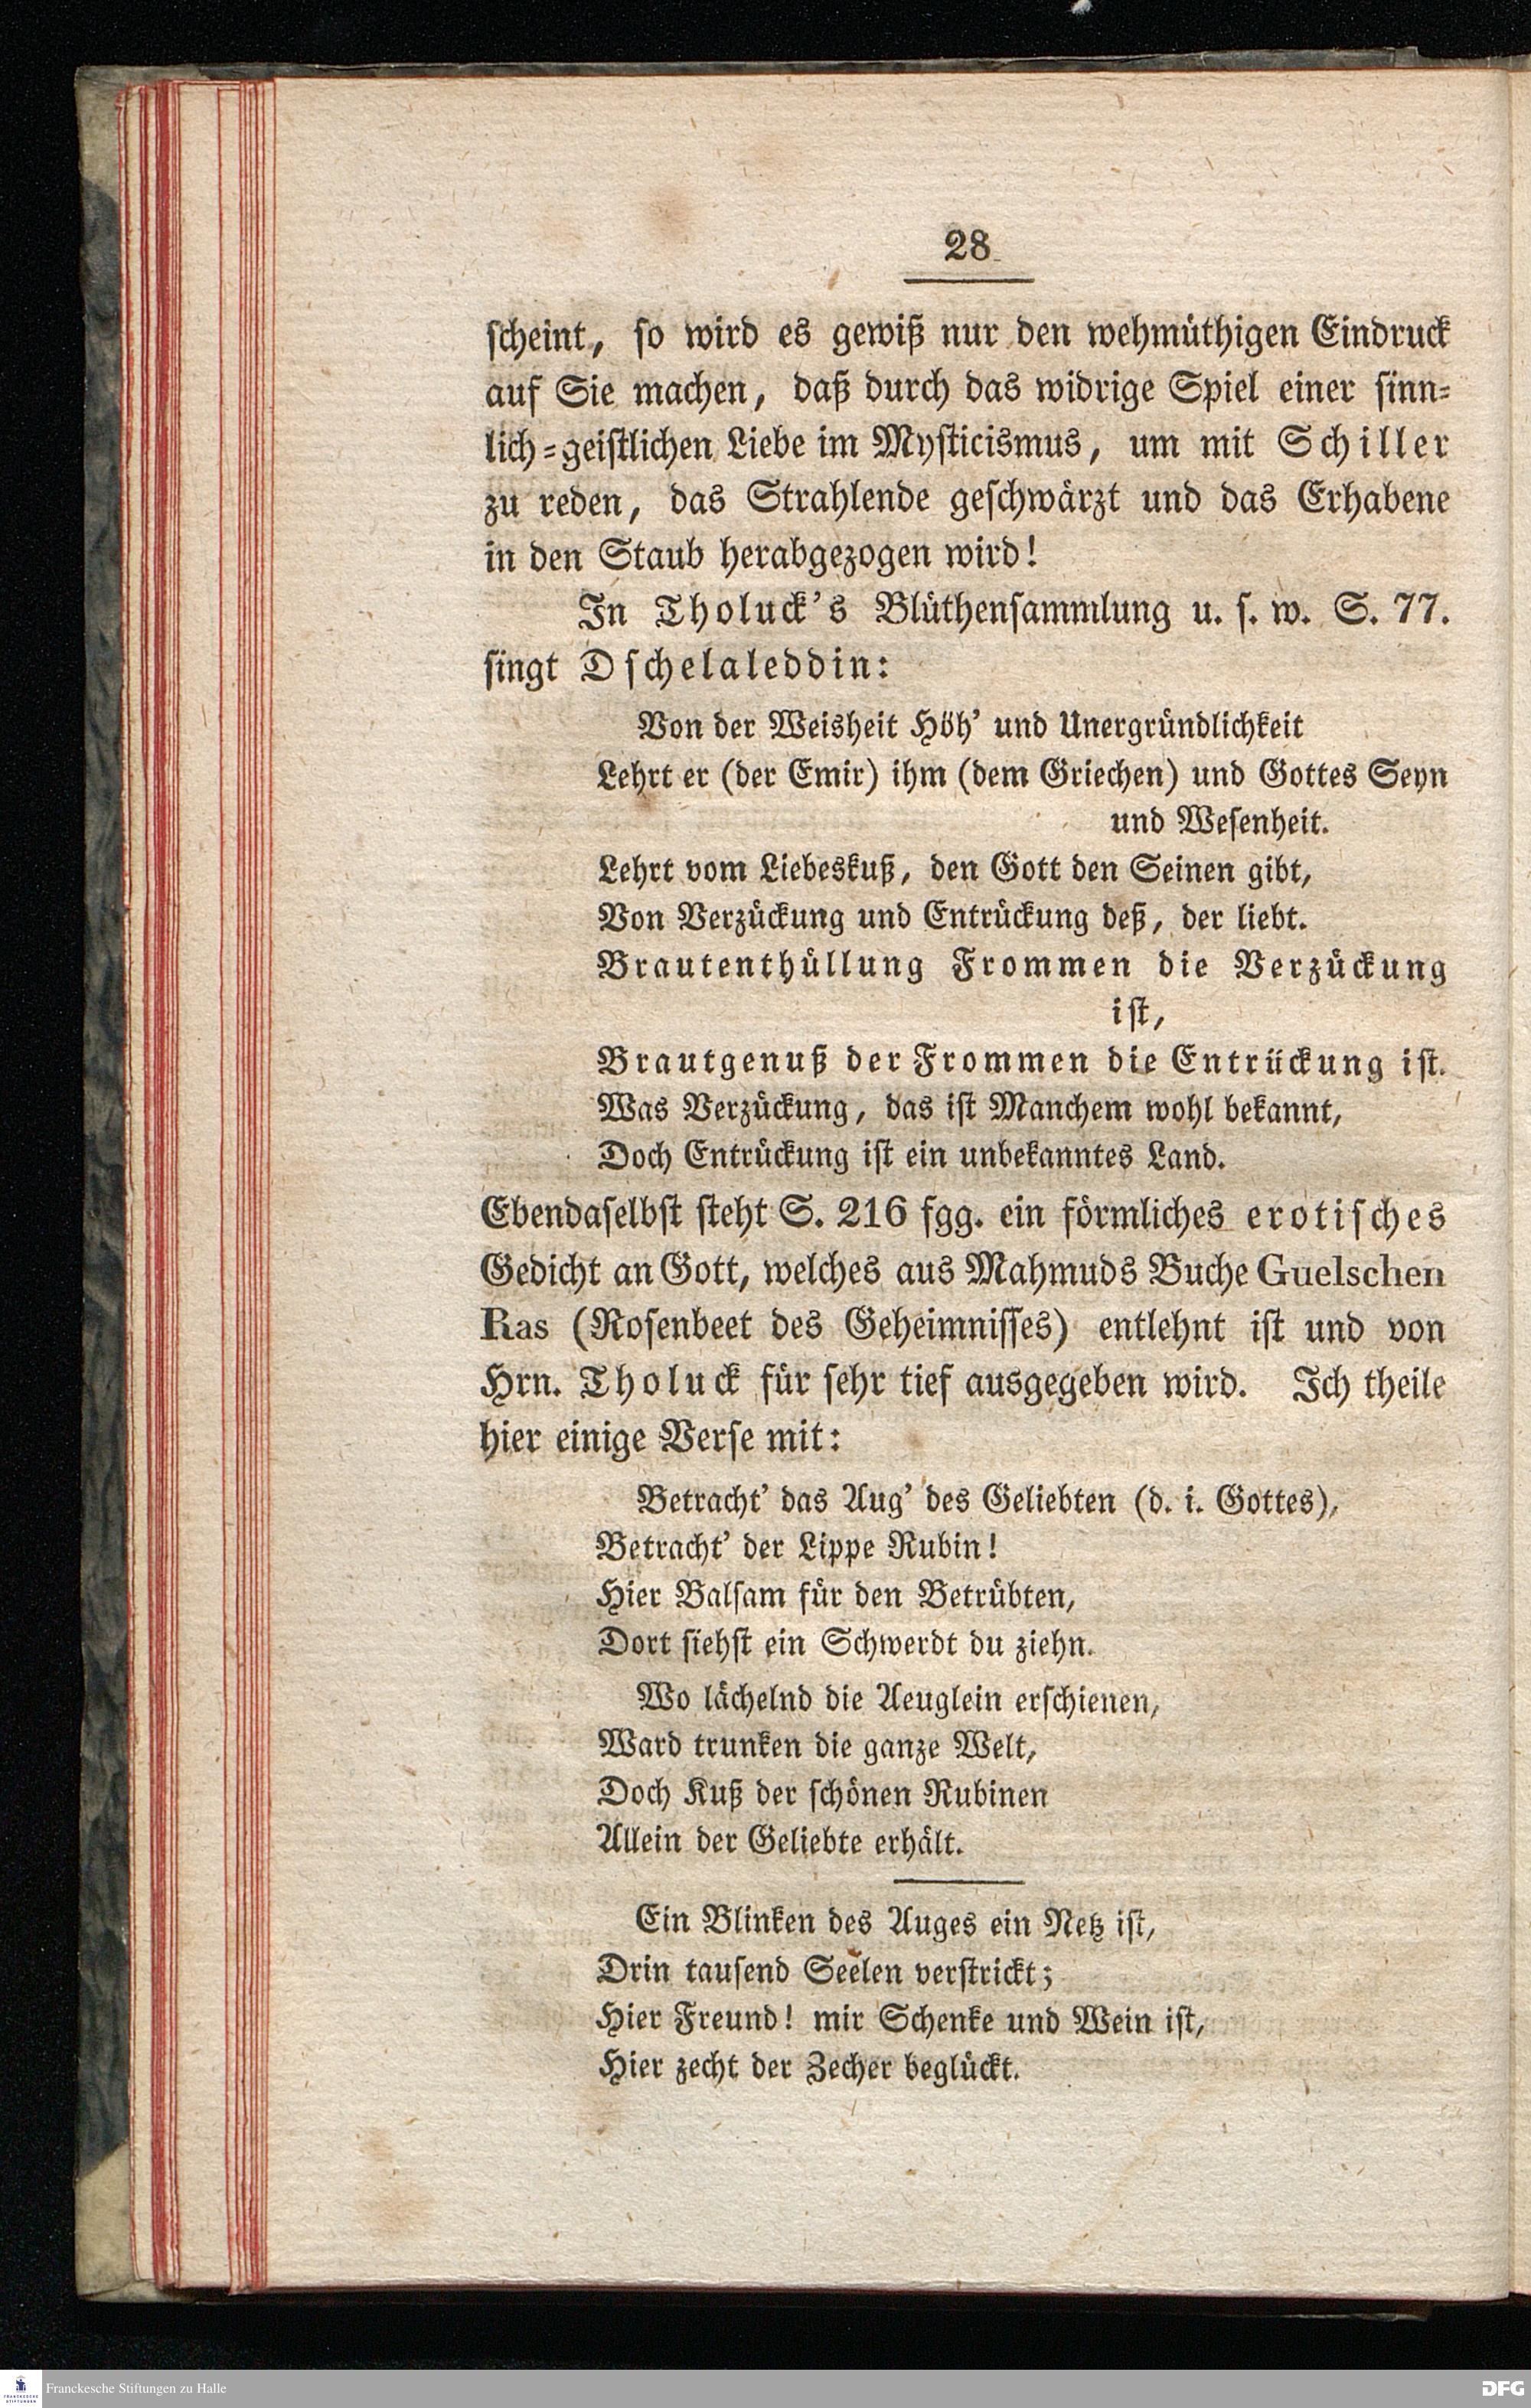 28
scheint, so wird es gewiß nur den wehmüthigen Eindruck
auf Sie machen, daß durch das widrige Spiel einer sinn-
lich-geistlichen Liebe im Mysticismus, um mit Schiller
zu reden, das Strahlende geschwärzt und das Erhabene
in den Staub herabgezogen wird!
In Tholuck's Blüthensammlung u. s. w. S. 77.
singt Dschelaleddin:
Von der Weisheit Höh' und Unergründlichkeit
Lehrt er (der Emir) ihm (dem Griechen) und Gottes Seyn
und Wesenheit.
Lehrt vom Liebeskuß, den Gott den Seinen gibt,
Von Verzückung und Entrückung deß, der liebt.
Brautenthüllung Frommen die Verzückung
ist,
Brautgenuß der Frommen die Entrückung ist.
Was Verzückung, das ist Manchem wohl bekannt,
Doch Entrückung ist ein unbekanntes Land.
Ebendaselbst steht S. 216 fgg. ein förmliches erotisches
Gedicht an Gott, welches aus Mahmuds Buche Guelschen
Ras (Rosenbeet des Geheimnisses) entlehnt ist und von
Hrn. Tholuck für sehr tief ausgegeben wird. Ich theile
hier einige Verse mit:
Betracht' das Aug' des Geliebten (d. i. Gottes),
Betracht' der Lippe Rubin!
Hier Balsam für den Betrübten,
Dort siehst ein Schwerdt du ziehn.
Wo lächelnd die Aeuglein erschienen,
Ward trunken die ganze Welt,
Doch Kuß der schönen Rubinen
Allein der Geliebte erhält.
Ein Blinken des Auges ein Netz ist,
Drin tausend Seelen verstrickt;
Hier Freund! mir Schenke und Wein ist,
Hier zecht der Zecher beglückt.
FRANCKESCHE
STIFTUNGEN
Franckesche Stiftungen zu Halle
DFG